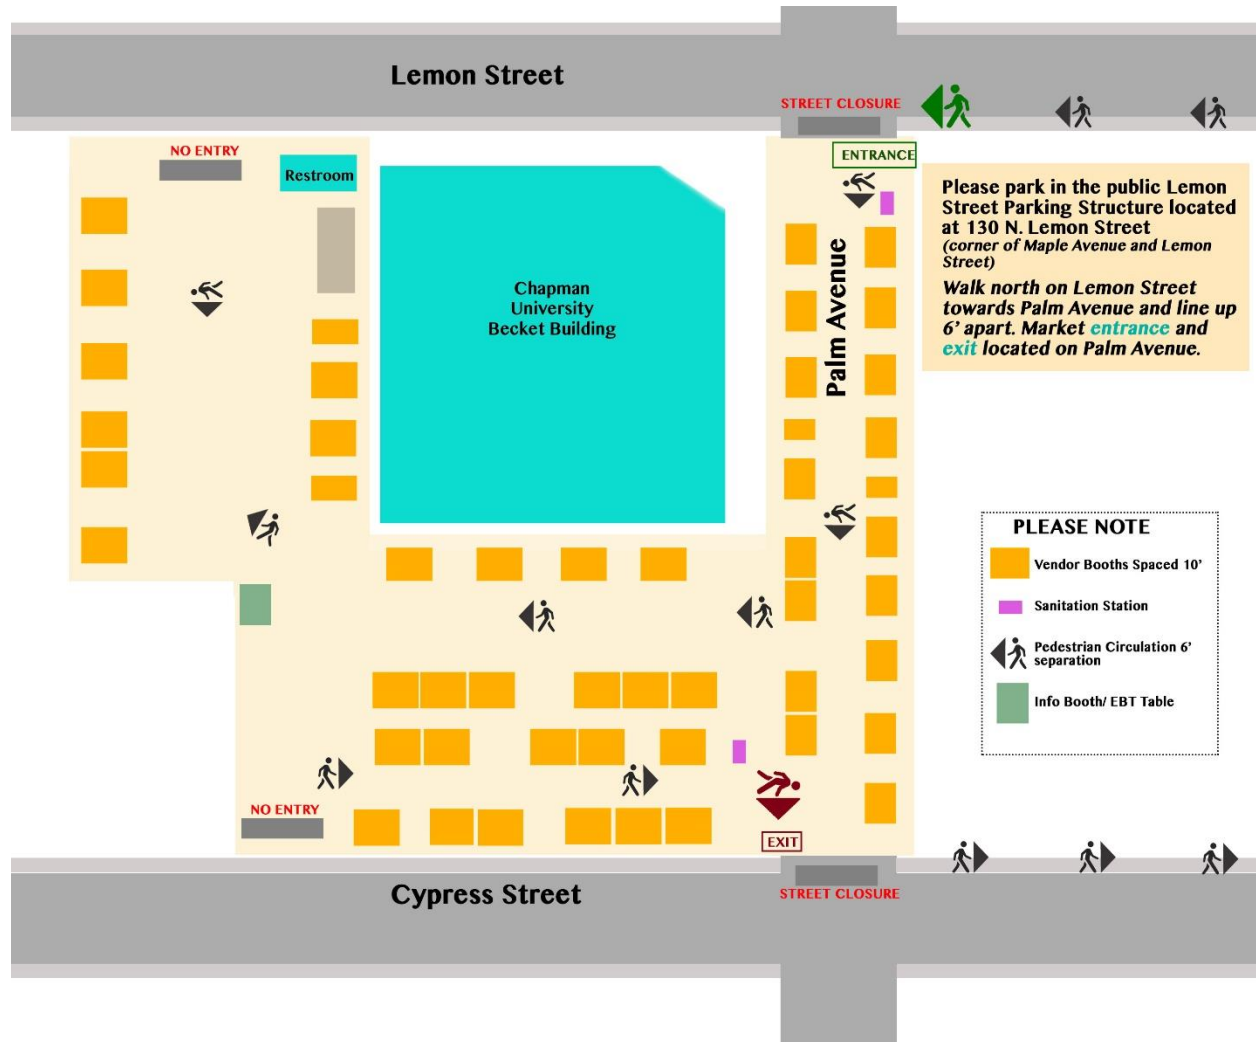 Lemon Street
STREET CLOSURE
NO ENTRY
Restroom
ENTRANCE
Please park in the public Lemon
Street Parking Structure located
at 130 N. Lemon Street
(corner of Maple Avenue and Lemon
Street)
Walk north on Lemon Street
towards Palm Avenue and line up
6' apart. Market entrance and
exit located on Palm Avenue.
Chapman
University
Becket Building
Palm Avenue
PLEASE NOTE
Vendor Booths Spaced 10'
Sanitation Station
Pedestrian Circulation 6'
separation
Info Booth/ EBT Table
NO ENTRY
EXIT
Cypress Street
STREET CLOSURE